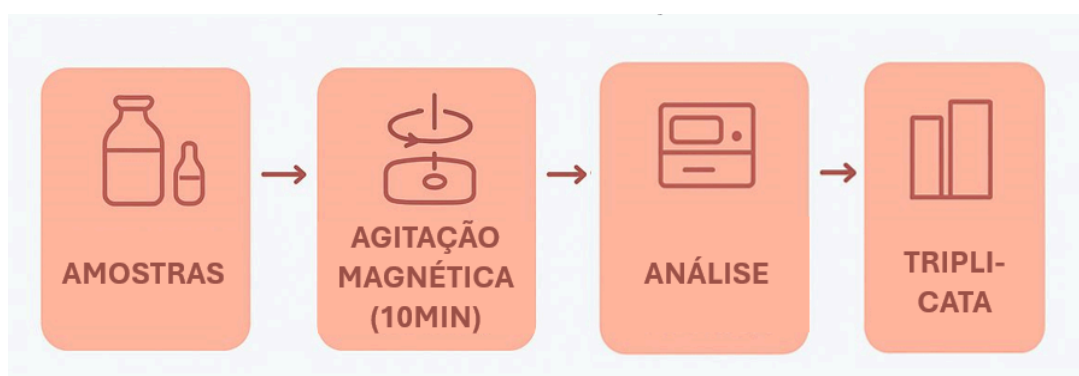 AMOSTRAS
AGITAÇÃO
MAGNÉTICA
(10MIN)
ANÁLISE
TRIPLI-
CATA